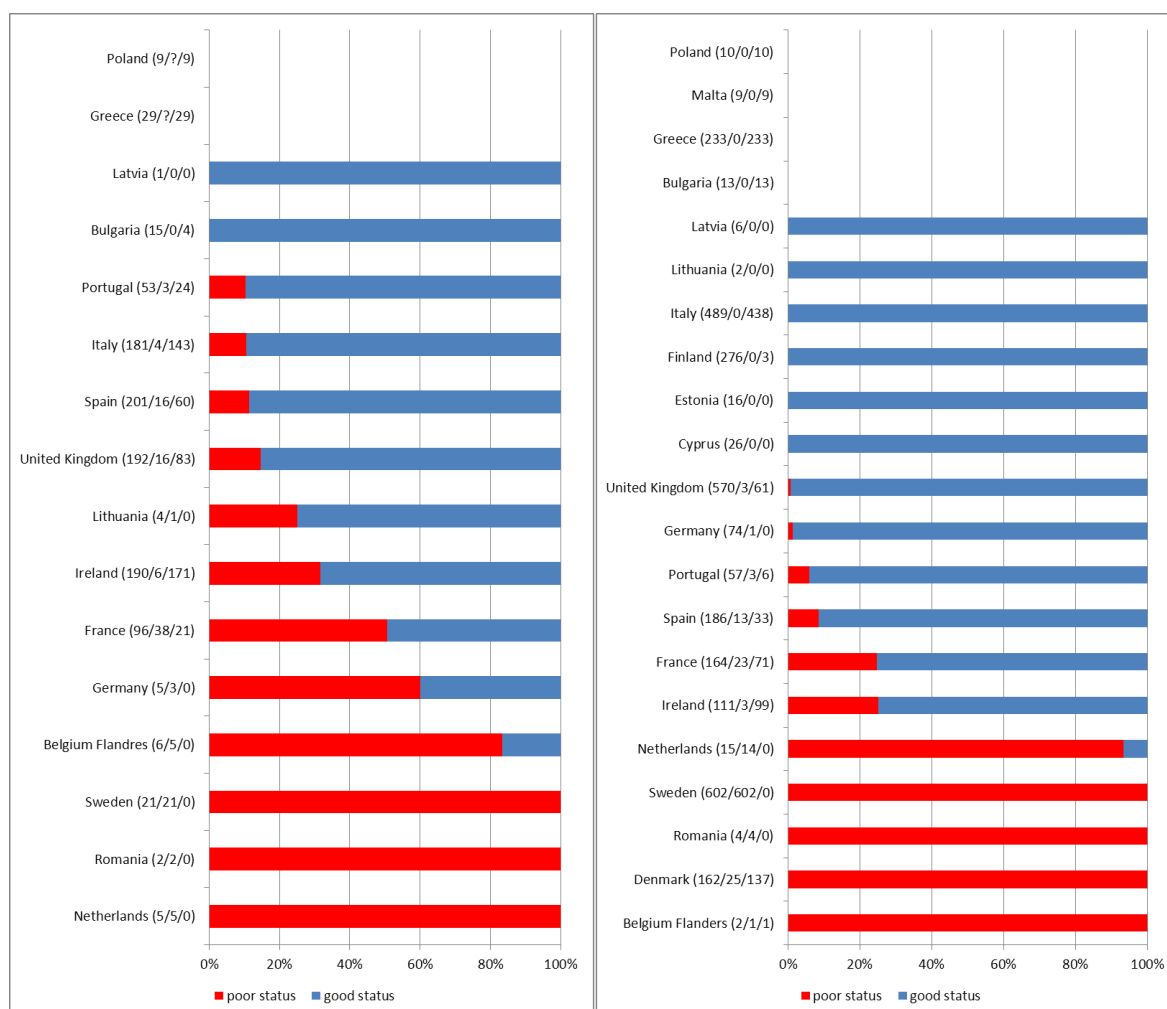 Poland (9/?/9)
Greece (29/?/29)
Latvia (1/0/0)
Bulgaria (15/0/4)
Portugal (53/3/24)
Italy (181/4/143)
Spain (201/16/60)
United Kingdom (192/16/83)
Lithuania (4/1/0)
Ireland (190/6/171)
France (96/38/21)
Germany (5/3/0)
Belgium Flandres (6/5/0)
Sweden (21/21/0)
Romania (2/2/0)
Netherlands (5/5/0)
0% 20% 40% 60% 80% 100%
poor status good status
Poland (10/0/10)
Malta (9/0/9)
Greece (233/0/233)
Bulgaria (13/0/13)
Latvia (6/0/0)
Lithuania (2/0/0)
Italy (489/0/438)
Finland (276/0/3)
Estonia (16/0/0)
Cyprus (26/0/0)
United Kingdom (570/3/61)
Germany (74/1/0)
Portugal (57/3/6)
Spain (186/13/33)
France (164/23/71)
Ireland (111/3/99)
Netherlands (15/14/0)
Sweden (602/602/0)
Romania (4/4/0)
Denmark (162/25/137)
Belgium Flanders (2/1/1)
0% 20% 40% 60% 80% 100%
poor status good status